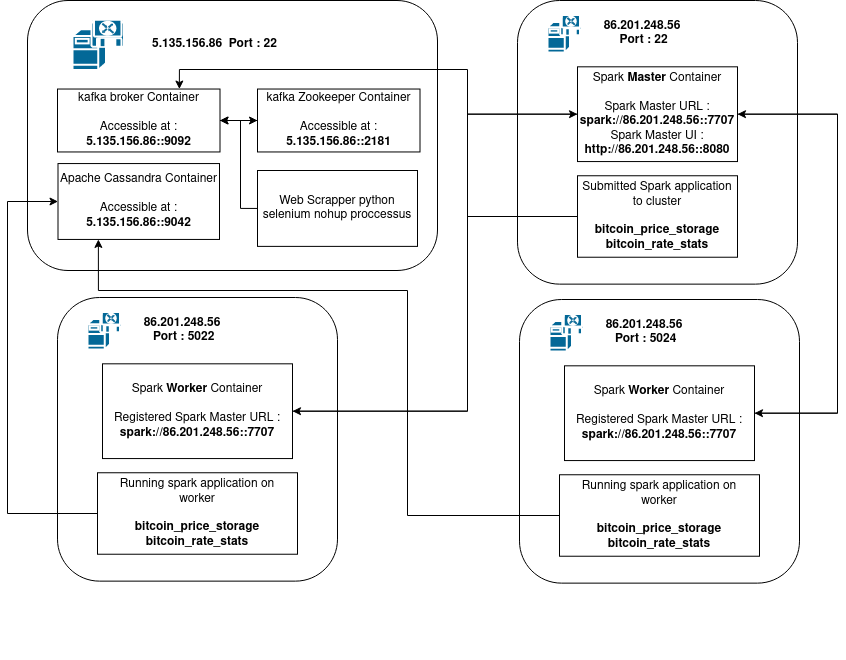 5.135.156.86  Port : 22
kafka broker Container
Accessible at :
5.135.156.86::9092
kafka Zookeeper Container
Accessible at :
5.135.156.86::2181
Apache Cassandra Container
Accessible at :
5.135.156.86::9042
Web Scrapper python
selenium nohup proccessus
86.201.248.56
Port : 22
Spark Master Container
Spark Master URL :
spark://86.201.248.56::7707
Spark Master UI :
http://86.201.248.56::8080
Submitted Spark application
to cluster
bitcoin_price_storage
bitcoin_rate_stats
86.201.248.56
Port : 5022
Spark Worker Container
Registered Spark Master URL :
spark://86.201.248.56::7707
Running spark application on
worker
bitcoin_price_storage
bitcoin_rate_stats
86.201.248.56
Port : 5024
Spark Worker Container
Registered Spark Master URL :
spark://86.201.248.56::7707
Running spark application on
worker
bitcoin_price_storage
bitcoin_rate_stats